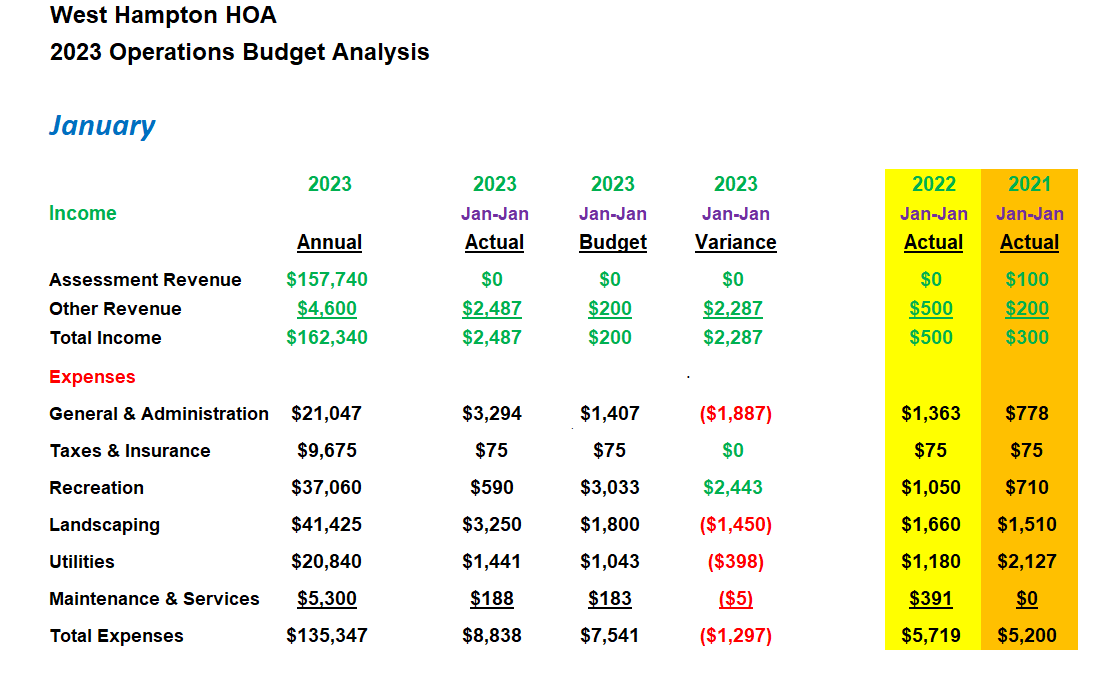 West Hampton HOA
2023 Operations Budget Analysis
January
2023 2023 2023 2023 2022 2021
Income Jan-Jan Jan-Jan Jan-Jan Jan-Jan Jan-Jan
Annual Actual Budget Variance Actual Actual
Assessment Revenue $157,740 $0 $0 $0 $0 $100
Other Revenue $4,600 $2,487 $200 $2,287 $500 $200
Total Income $162,340 $2,487 $200 $2,287 $500 $300
Expenses
General & Administration $21,047 $3,294 $1,407 ($1,887) $1,363 $778
Taxes & Insurance $9,675 $75 $75 $0 $75 $75
Recreation $37,060 $590 $3,033 $2,443 $1,050 $710
Landscaping $41,425 $3,250 $1,800 ($1,450) $1,660 $1,510
Utilities $20,840 $1,441 $1,043 ($398) $1,180 $2,127
Maintenance & Services $5,300 $188 $183 ($5) $391 $0
Total Expenses $135,347 $8,838 $7,541 ($1,297) $5,719 $5,200